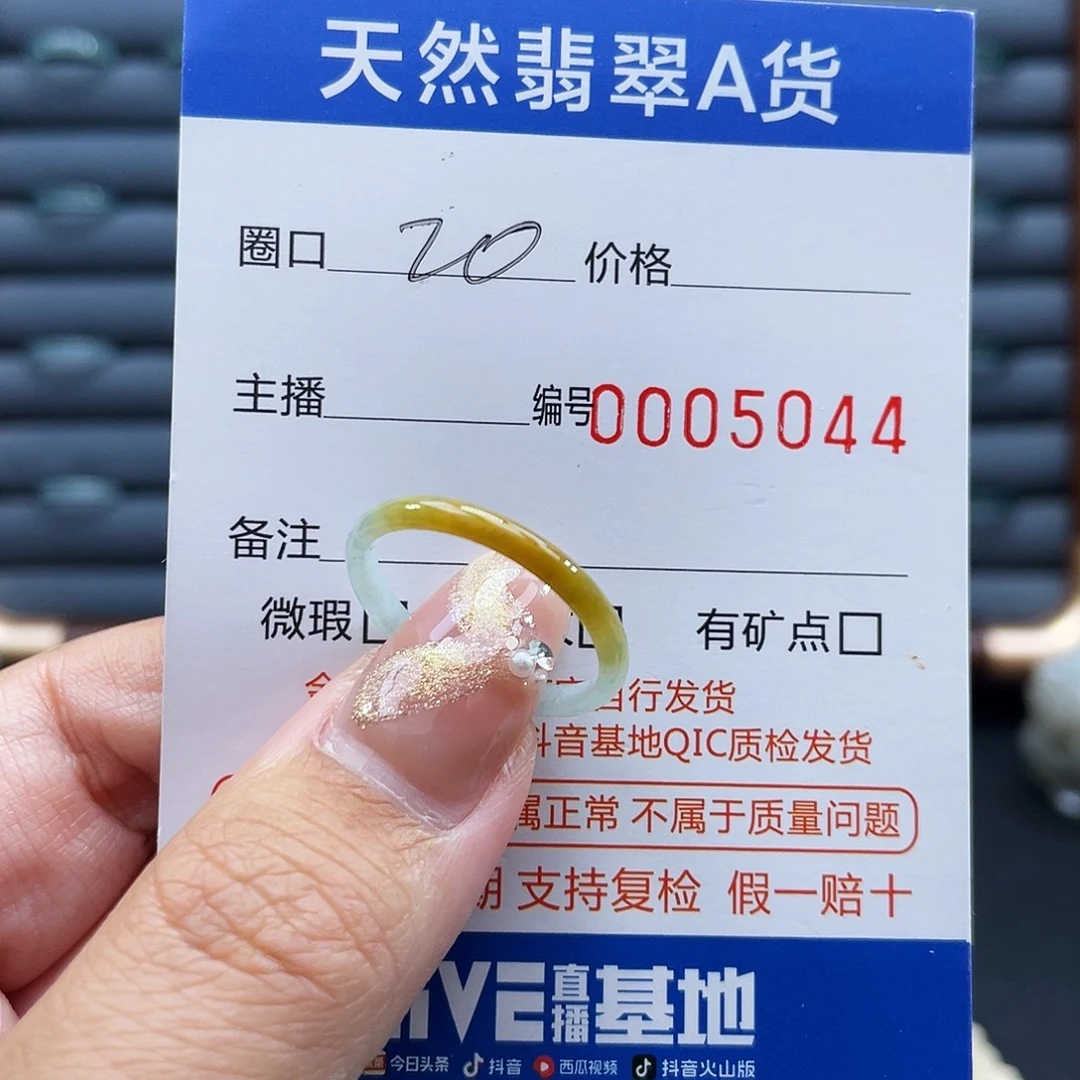 天然翡翠A货
圈口 20 价格
主播 编号0005044
备注
微瑕 有矿点
自行发货
抖音基地QIC质检发货
属正常 不属于质量问题
期 支持复检 假一赔十
直播基地
今日头条 抖音 西瓜视频 抖音火山版